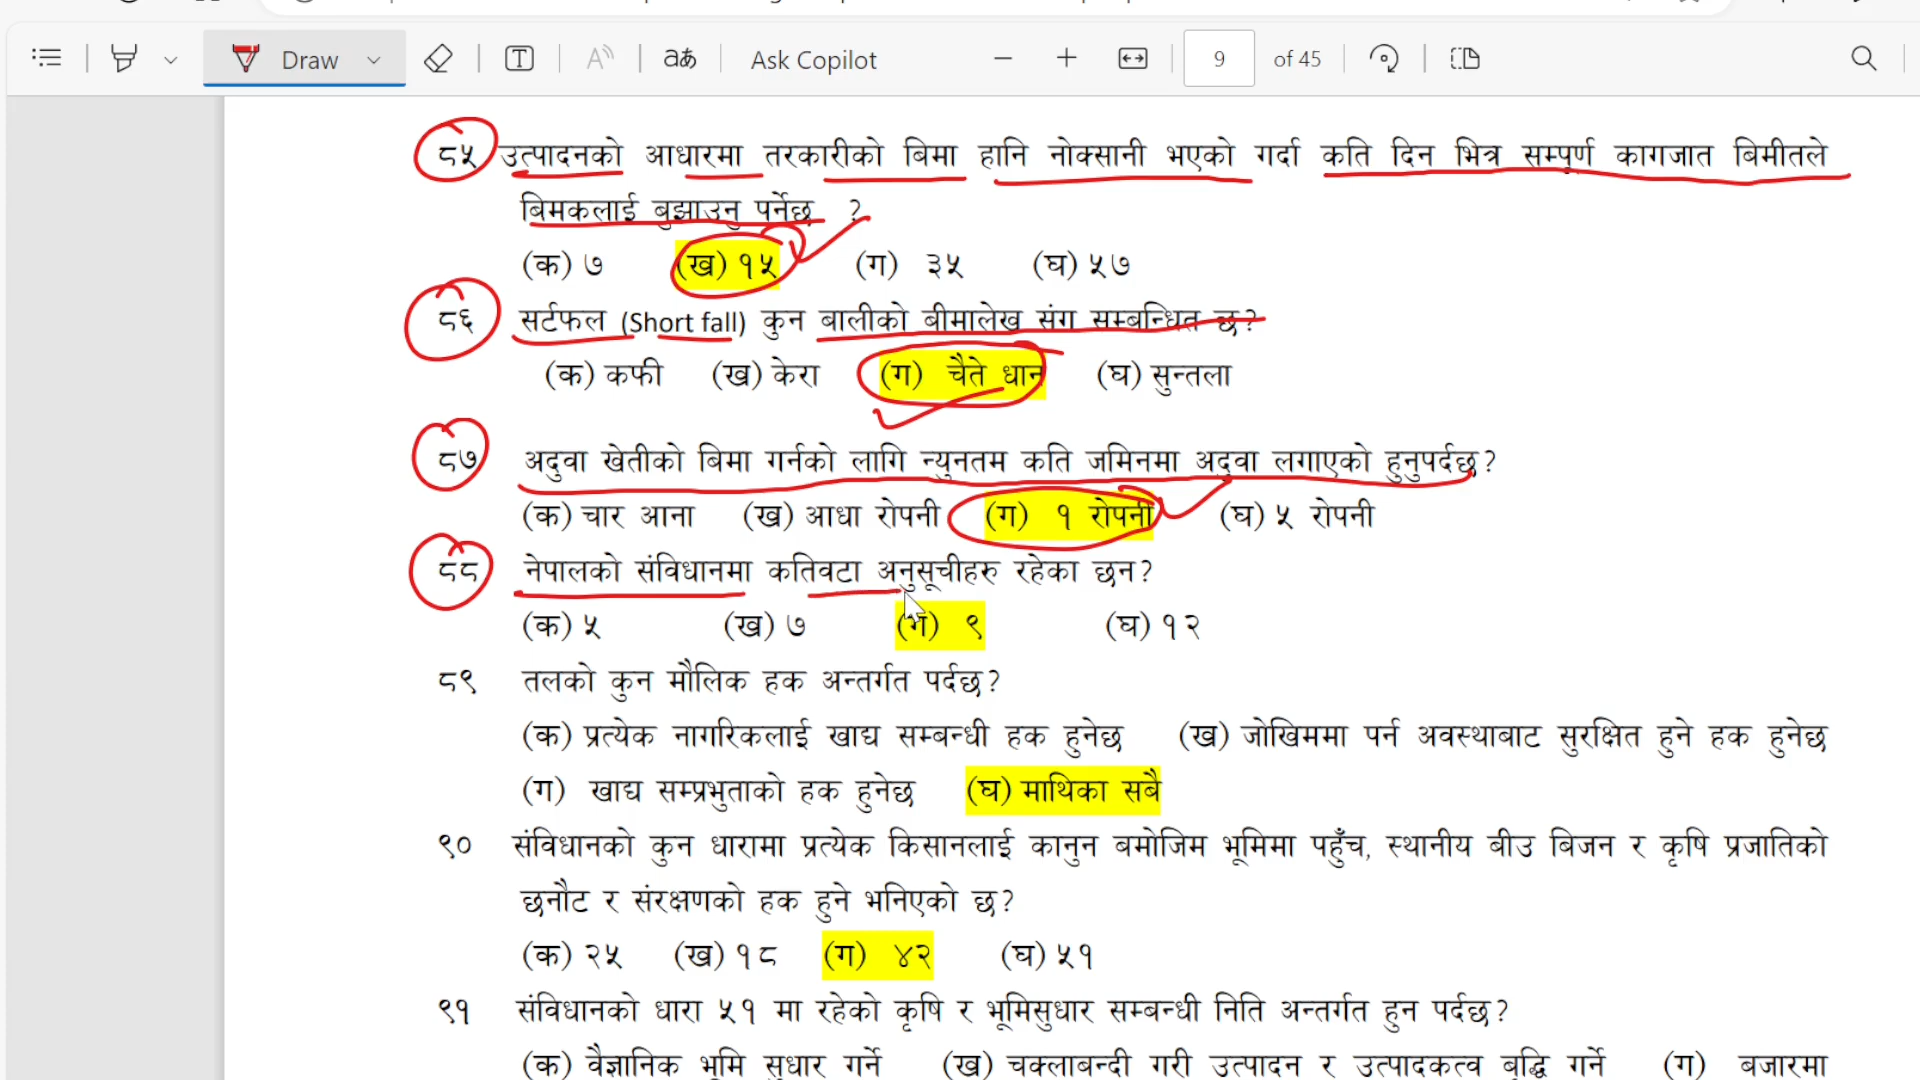 Draw
T
aあ
Ask Copilot
9 of 45
८५ उत्पादनको आधारमा तरकारीको बिमा हानि नोक्सानी भएको गर्दा कति दिन भित्र सम्पूर्ण कागजात बिमीतले
बिमकलाई बुझाउनु पर्नेछ ?
(क) ७ (ख) १५ (ग) ३५ (घ) ५७
८६ सर्टफल (Short fall) कुन बालीको बीमालेख संग सम्बन्धित छ?
(क) कफी (ख) केरा (ग) चैते धान (घ) सुन्तला
८७ अदुवा खेतीको बिमा गर्नको लागि न्युनतम कति जमिनमा अदुवा लगाएको हुनुपर्दछ?
(क) चार आना (ख) आधा रोपनी (ग) १ रोपनी (घ) ५ रोपनी
८८ नेपालको संविधानमा कतिवटा अनुसूचीहरु रहेका छन?
(क) ५ (ख) ७ (ग) ९ (घ) १२
८९ तलको कुन मौलिक हक अन्तर्गत पर्दछ?
(क) प्रत्येक नागरिकलाई खाद्य सम्बन्धी हक हुनेछ (ख) जोखिममा पर्न अवस्थाबाट सुरक्षित हुने हक हुनेछ
(ग) खाद्य सम्प्रभुताको हक हुनेछ (घ) माथिका सबै
९० संविधानको कुन धारामा प्रत्येक किसानलाई कानुन बमोजिम भूमिमा पहुँच, स्थानीय बीउ बिजन र कृषि प्रजातिको
छनौट र संरक्षणको हक हुने भनिएको छ?
(क) २५ (ख) १८ (ग) ४२ (घ) ५१
९१ संविधानको धारा ५१ मा रहेको कृषि र भूमिसुधार सम्बन्धी निति अन्तर्गत हुन पर्दछ?
(क) वैज्ञानिक भूमि सुधार गर्ने (ख) चक्लाबन्दी गरी उत्पादन र उत्पादकत्व बृद्धि गर्ने (ग) बजारमा